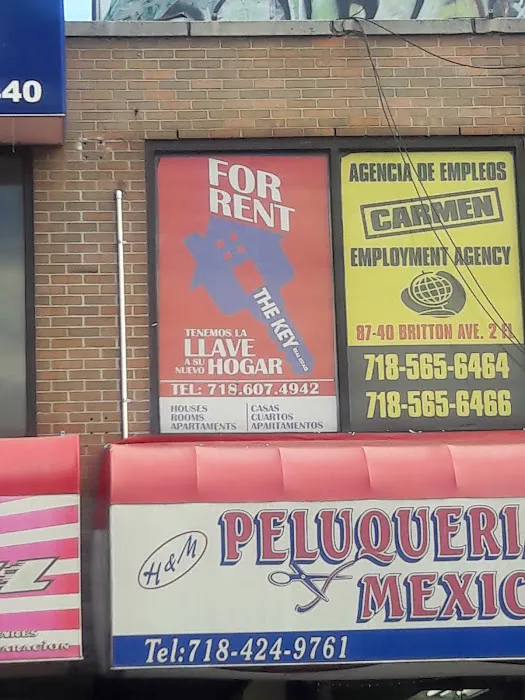 40
FOR
RENT
THE KEY
TENEMOS LA
LLAVE
A SU
NUEVO HOGAR
TEL: 718.607.4942
HOUSES
ROOMS
APARTAMENTS
CASAS
CUARTOS
APARTAMENTOS
AGENCIA DE EMPLEOS
CARMEN
EMPLOYMENT AGENCY
87-40 BRITTON AVE. 2 FL
718-565-6464
718-565-6466
H&M
PELUQUERI
MEXIC
Tel:718-424-9761